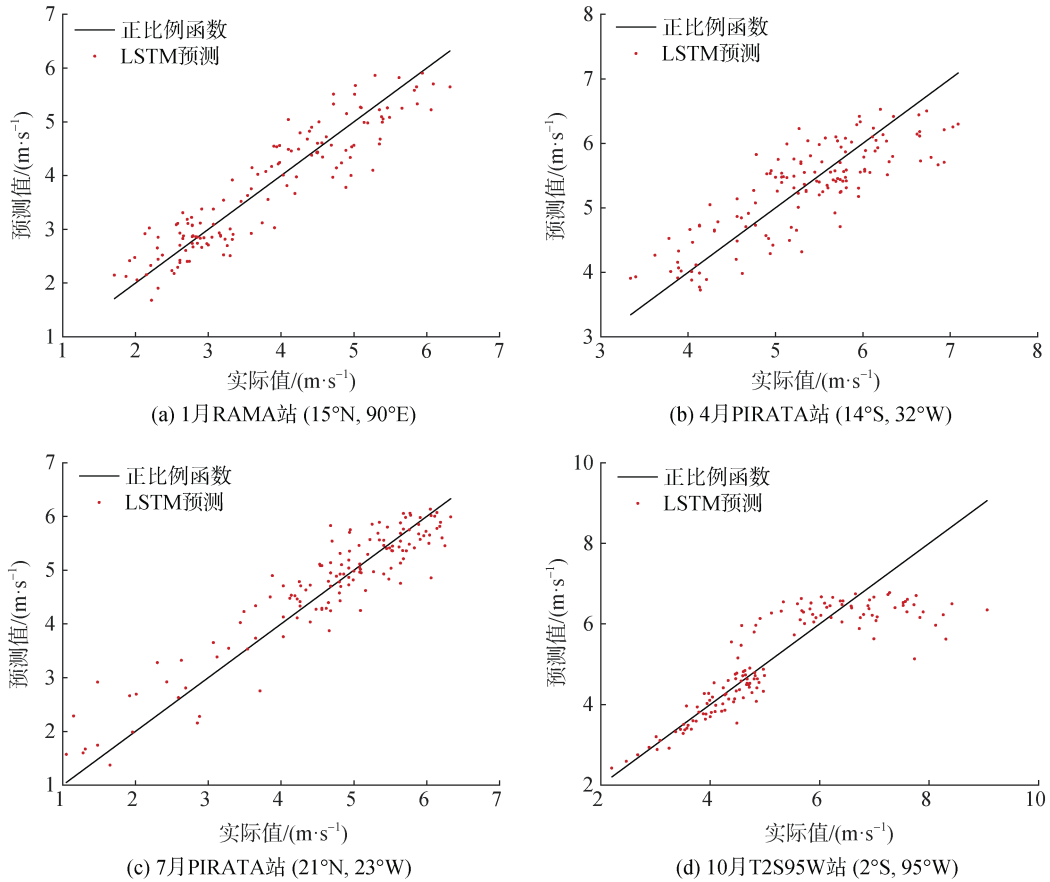 7
6
5
4
3
2
1
预测值/(m·s⁻¹)
正比例函数
LSTM预测
1 2 3 4 5 6 7
实际值/(m·s⁻¹)
(a) 1月RAMA站 (15°N, 90°E)
8
7
6
5
4
3
预测值/(m·s⁻¹)
正比例函数
LSTM预测
3 4 5 6 7 8
实际值/(m·s⁻¹)
(b) 4月PIRATA站 (14°S, 32°W)
7
6
5
4
3
2
1
预测值/(m·s⁻¹)
正比例函数
LSTM预测
1 2 3 4 5 6 7
实际值/(m·s⁻¹)
(c) 7月PIRATA站 (21°N, 23°W)
10
8
6
4
2
预测值/(m·s⁻¹)
正比例函数
LSTM预测
2 4 6 8 10
实际值/(m·s⁻¹)
(d) 10月T2S95W站 (2°S, 95°W)